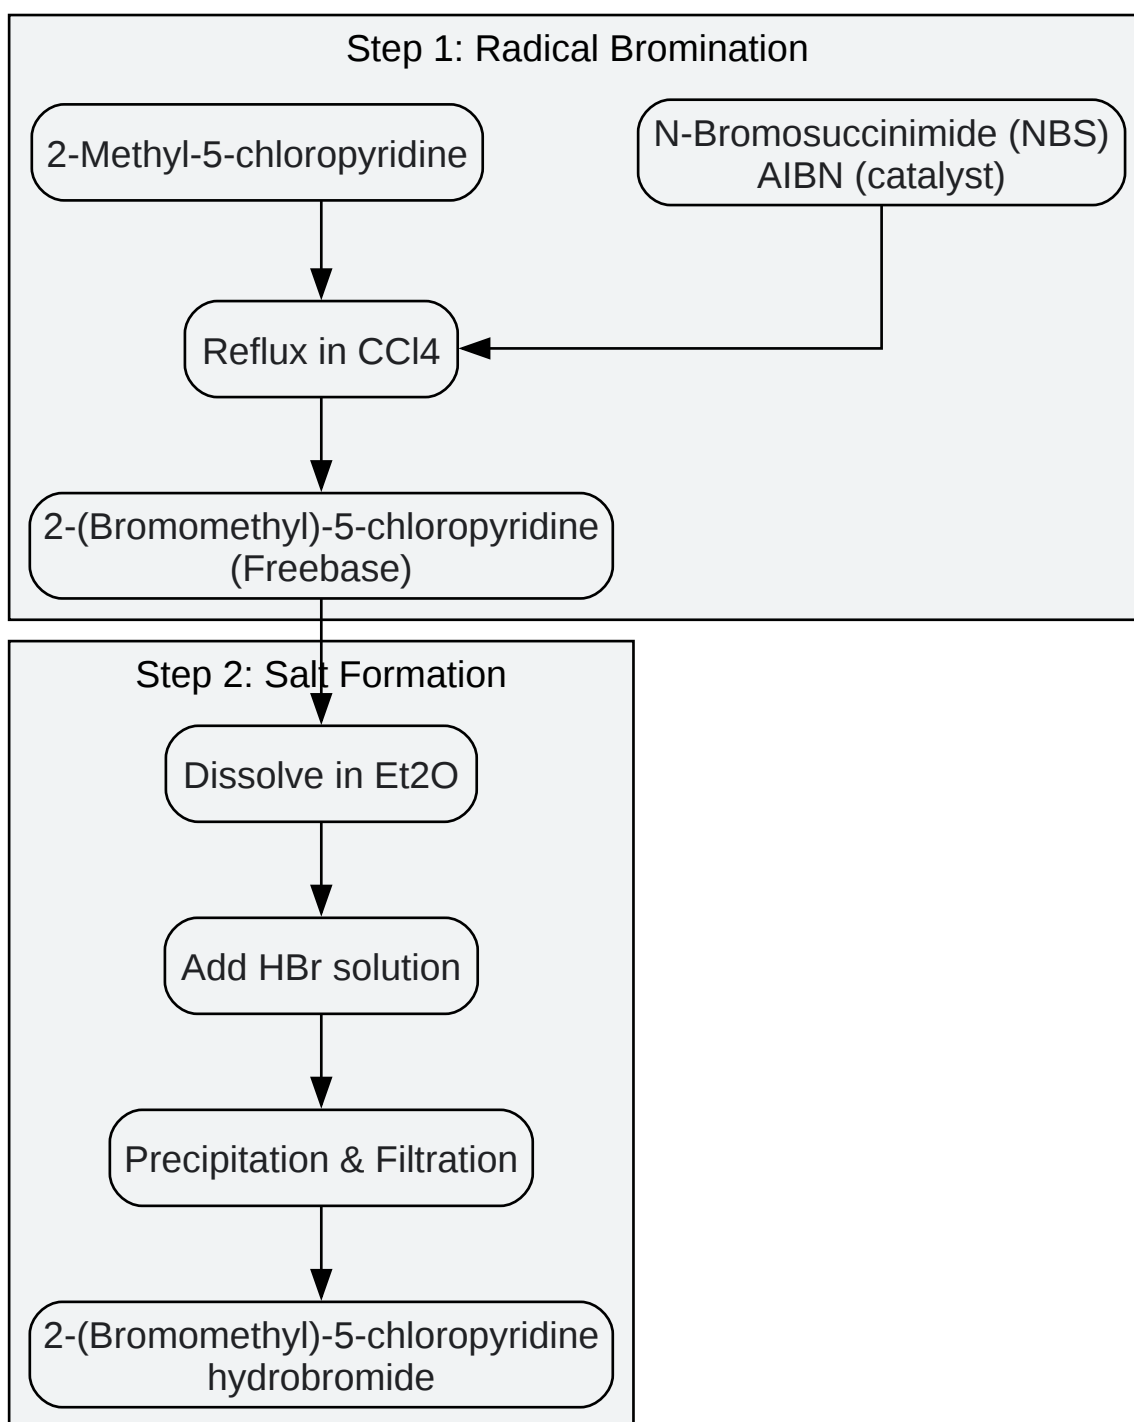 Step 1: Radical Bromination
2-Methyl-5-chloropyridine
N-Bromosuccinimide (NBS)
AIBN (catalyst)
Reflux in CCl4
2-(Bromomethyl)-5-chloropyridine
(Freebase)
Step 2: Salt Formation
Dissolve in Et2O
Add HBr solution
Precipitation & Filtration
2-(Bromomethyl)-5-chloropyridine
hydrobromide